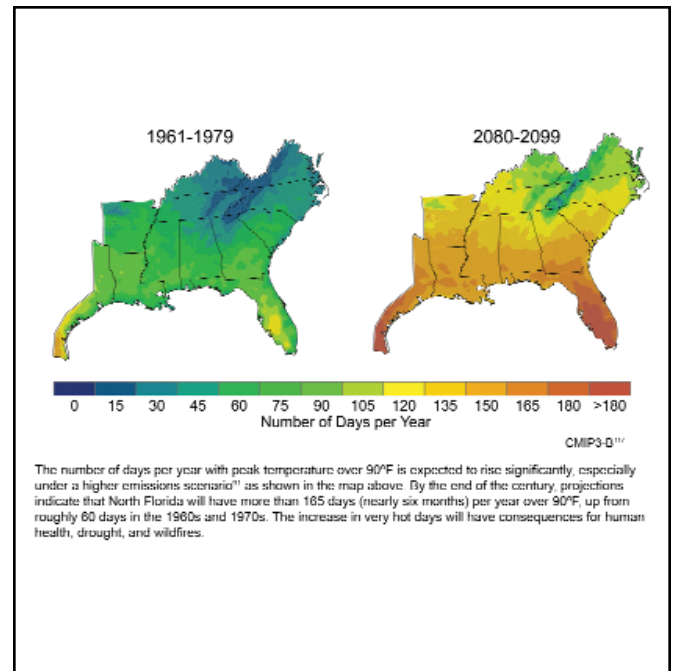 1961-1979 2080-2099
0 15 30 45 60 75 90 105 120 135 150 165 180 >180
Number of Days per Year
CMIP3-B¹¹⁷
The number of days per year with peak temperature over 90ºF is expected to rise significantly, especially
under a higher emissions scenario⁹¹ as shown in the map above. By the end of the century, projections
indicate that North Florida will have more than 165 days (nearly six months) per year over 90ºF, up from
roughly 60 days in the 1960s and 1970s. The increase in very hot days will have consequences for human
health, drought, and wildfires.